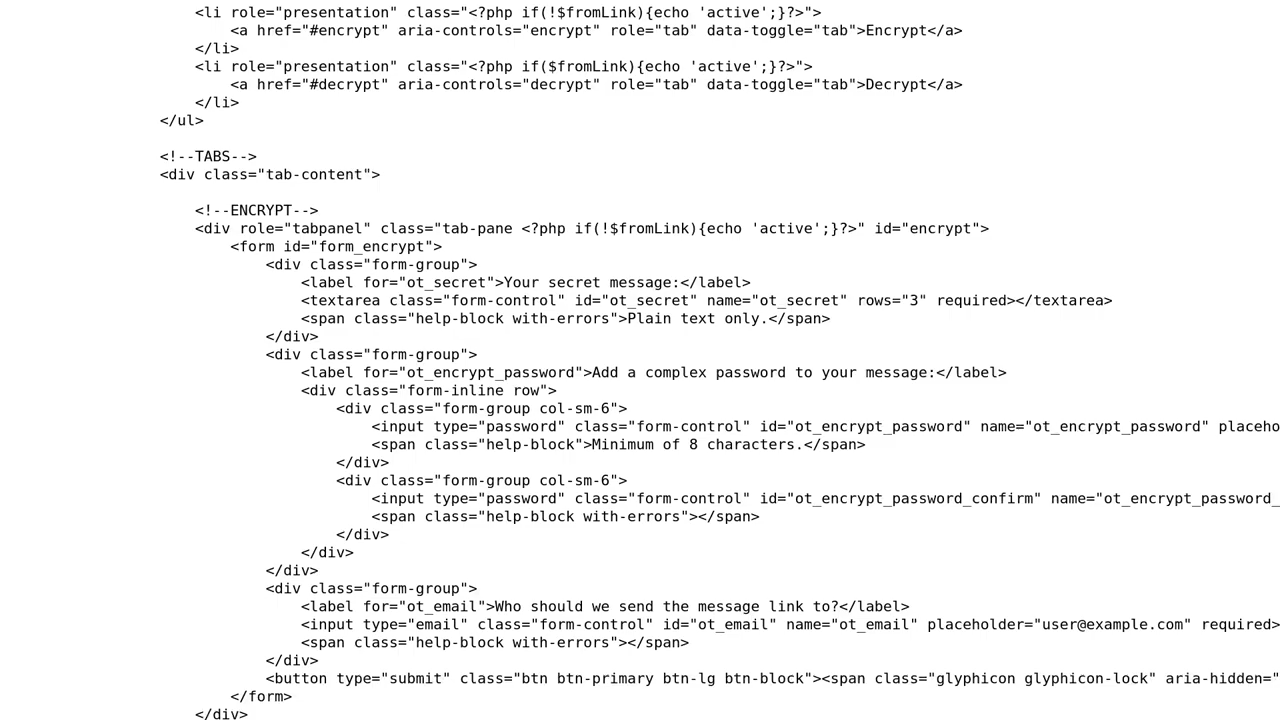 <li role="presentation" class="<?php if(!$fromLink){echo 'active';}?>">
<a href="#encrypt" aria-controls="encrypt" role="tab" data-toggle="tab">Encrypt</a>
</li>
<li role="presentation" class="<?php if($fromLink){echo 'active';}?>">
<a href="#decrypt" aria-controls="decrypt" role="tab" data-toggle="tab">Decrypt</a>
</li>
</ul>
<!--TABS-->
<div class="tab-content">
<!--ENCRYPT-->
<div role="tabpanel" class="tab-pane <?php if(!$fromLink){echo 'active';}?>" id="encrypt">
<form id="form_encrypt">
<div class="form-group">
<label for="ot_secret">Your secret message:</label>
<textarea class="form-control" id="ot_secret" name="ot_secret" rows="3" required></textarea>
<span class="help-block with-errors">Plain text only.</span>
</div>
<div class="form-group">
<label for="ot_encrypt_password">Add a complex password to your message:</label>
<div class="form-inline row">
<div class="form-group col-sm-6">
<input type="password" class="form-control" id="ot_encrypt_password" name="ot_encrypt_password" placeho
<span class="help-block">Minimum of 8 characters.</span>
</div>
<div class="form-group col-sm-6">
<input type="password" class="form-control" id="ot_encrypt_password_confirm" name="ot_encrypt_password_
<span class="help-block with-errors"></span>
</div>
</div>
</div>
<div class="form-group">
<label for="ot_email">Who should we send the message link to?</label>
<input type="email" class="form-control" id="ot_email" name="ot_email" placeholder="user@example.com" required>
<span class="help-block with-errors"></span>
</div>
<button type="submit" class="btn btn-primary btn-lg btn-block"><span class="glyphicon glyphicon-lock" aria-hidden="
</form>
</div>